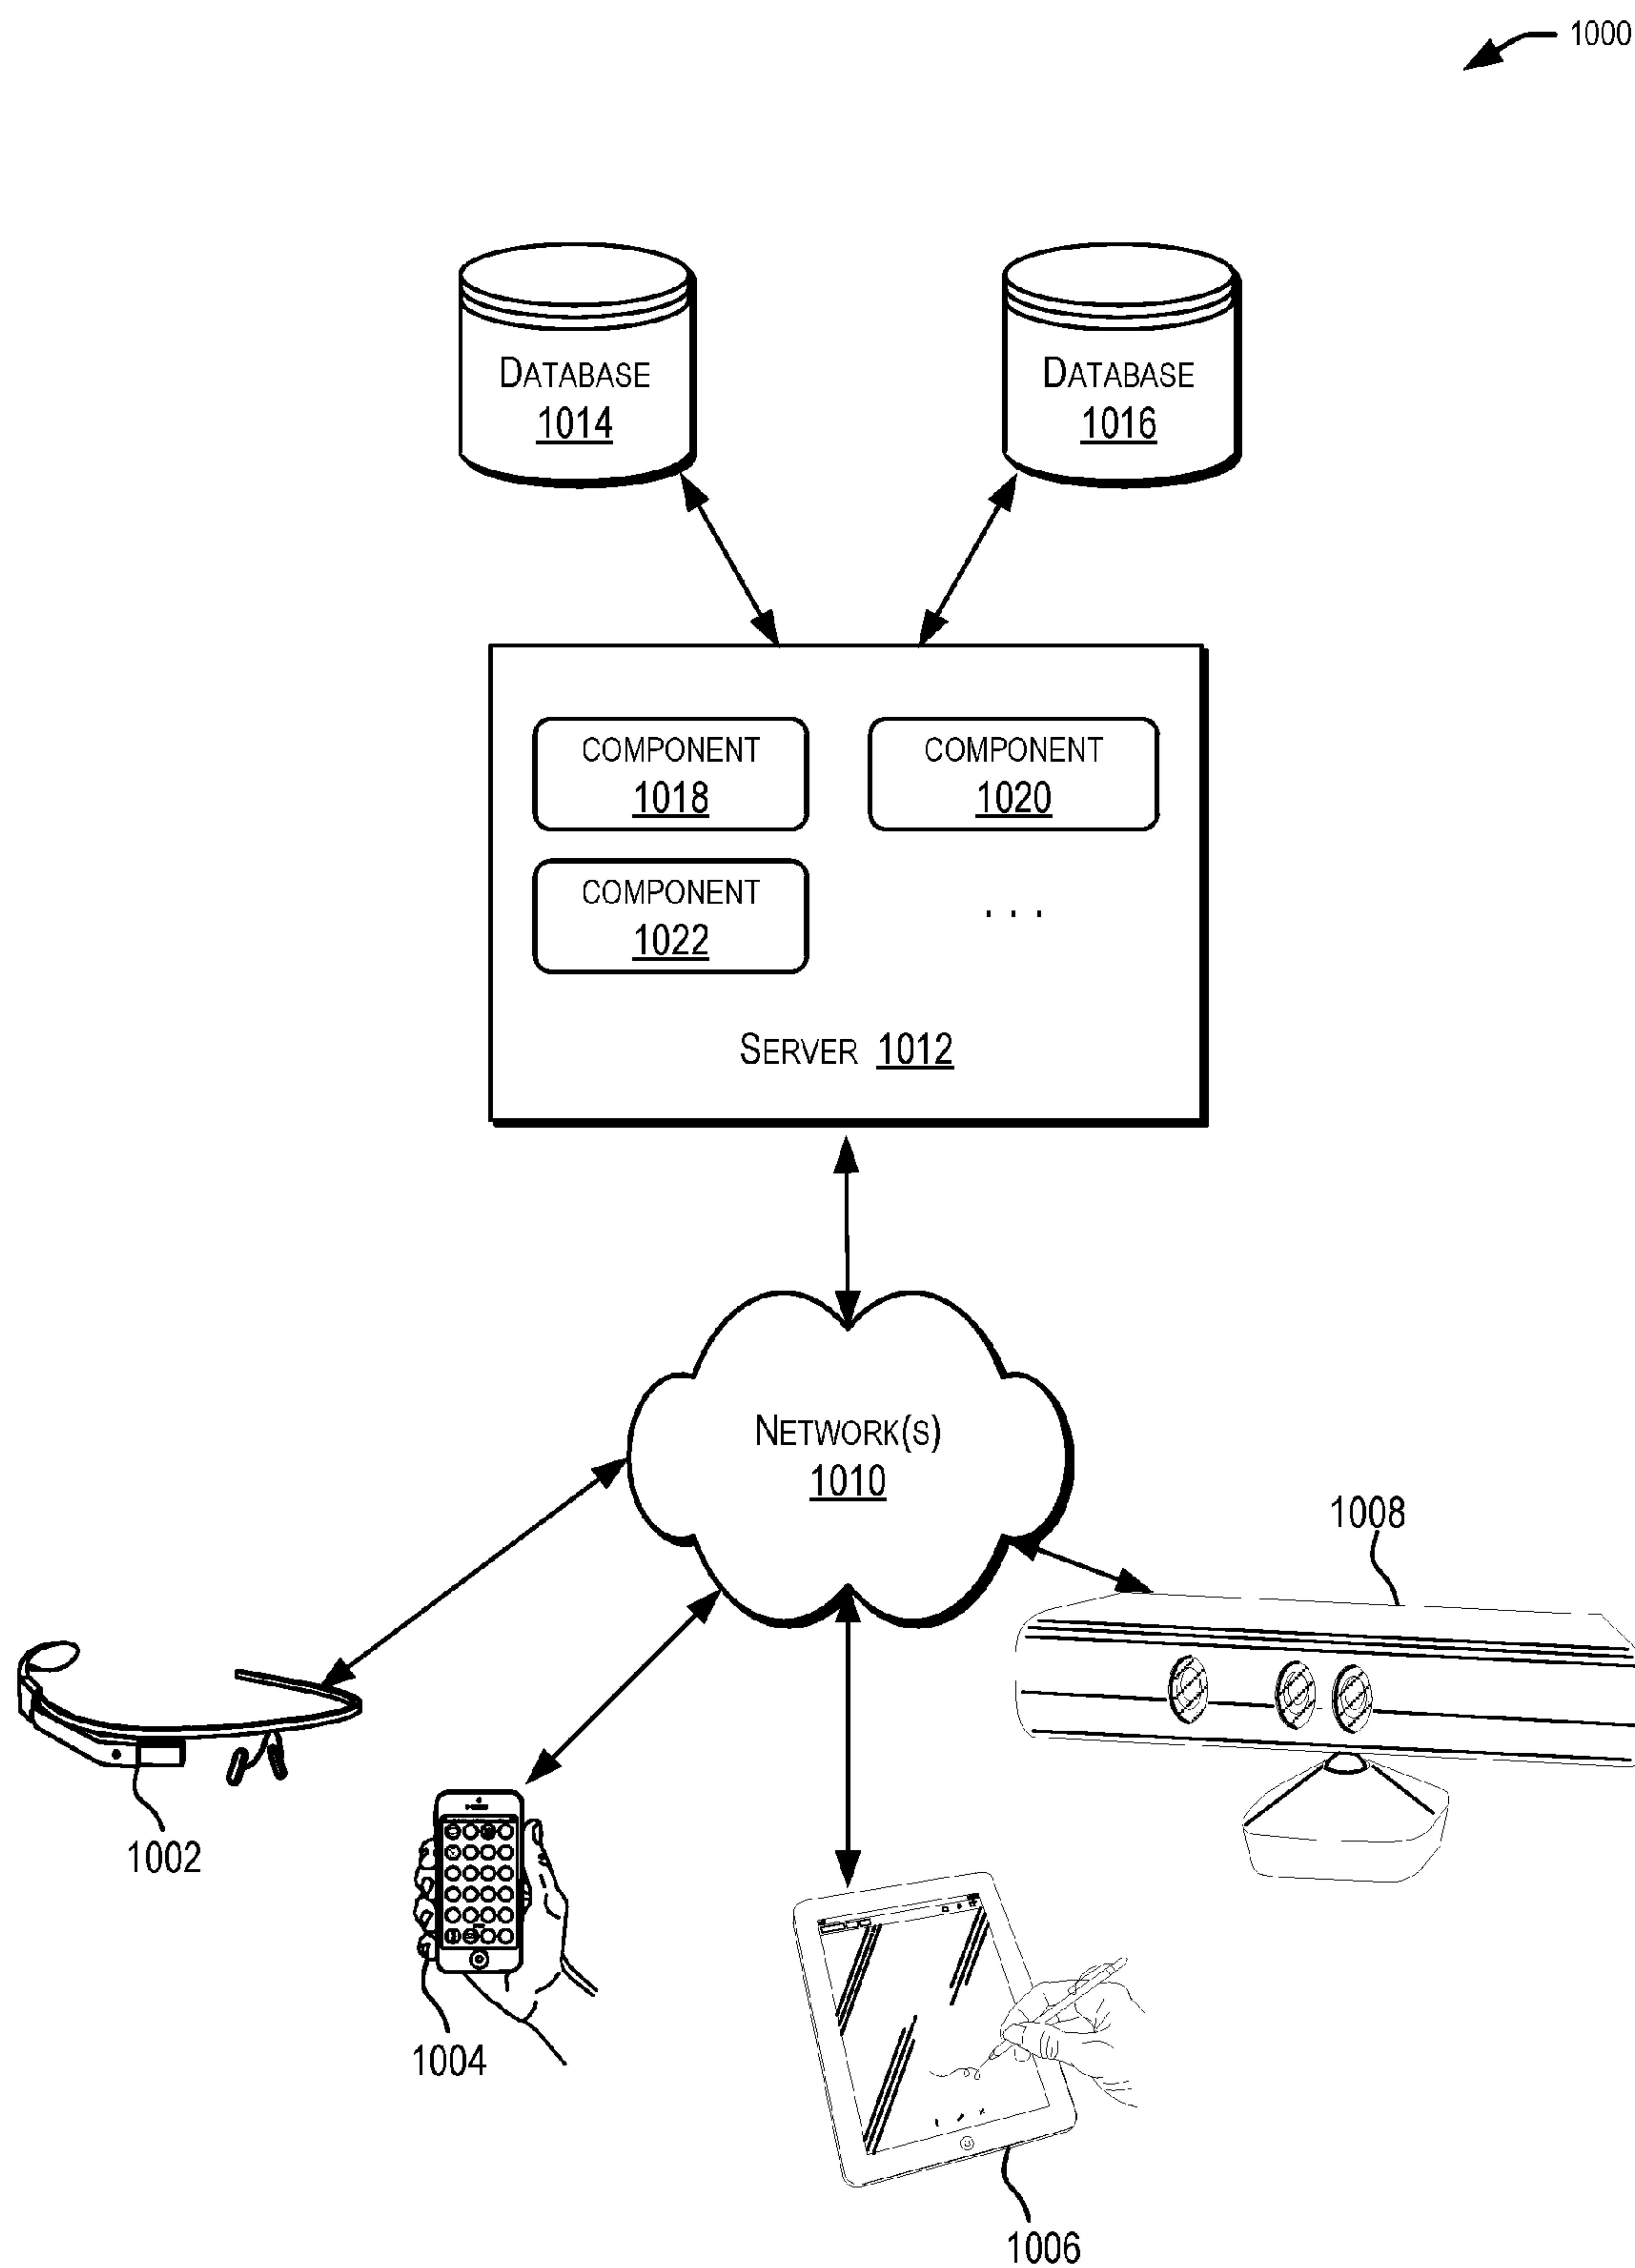 1000
DATABASE
1014
DATABASE
1016
COMPONENT
1018
COMPONENT
1020
COMPONENT
1022
. . .
SERVER 1012
NETWORK(S)
1010
1008
1002
1004
1006